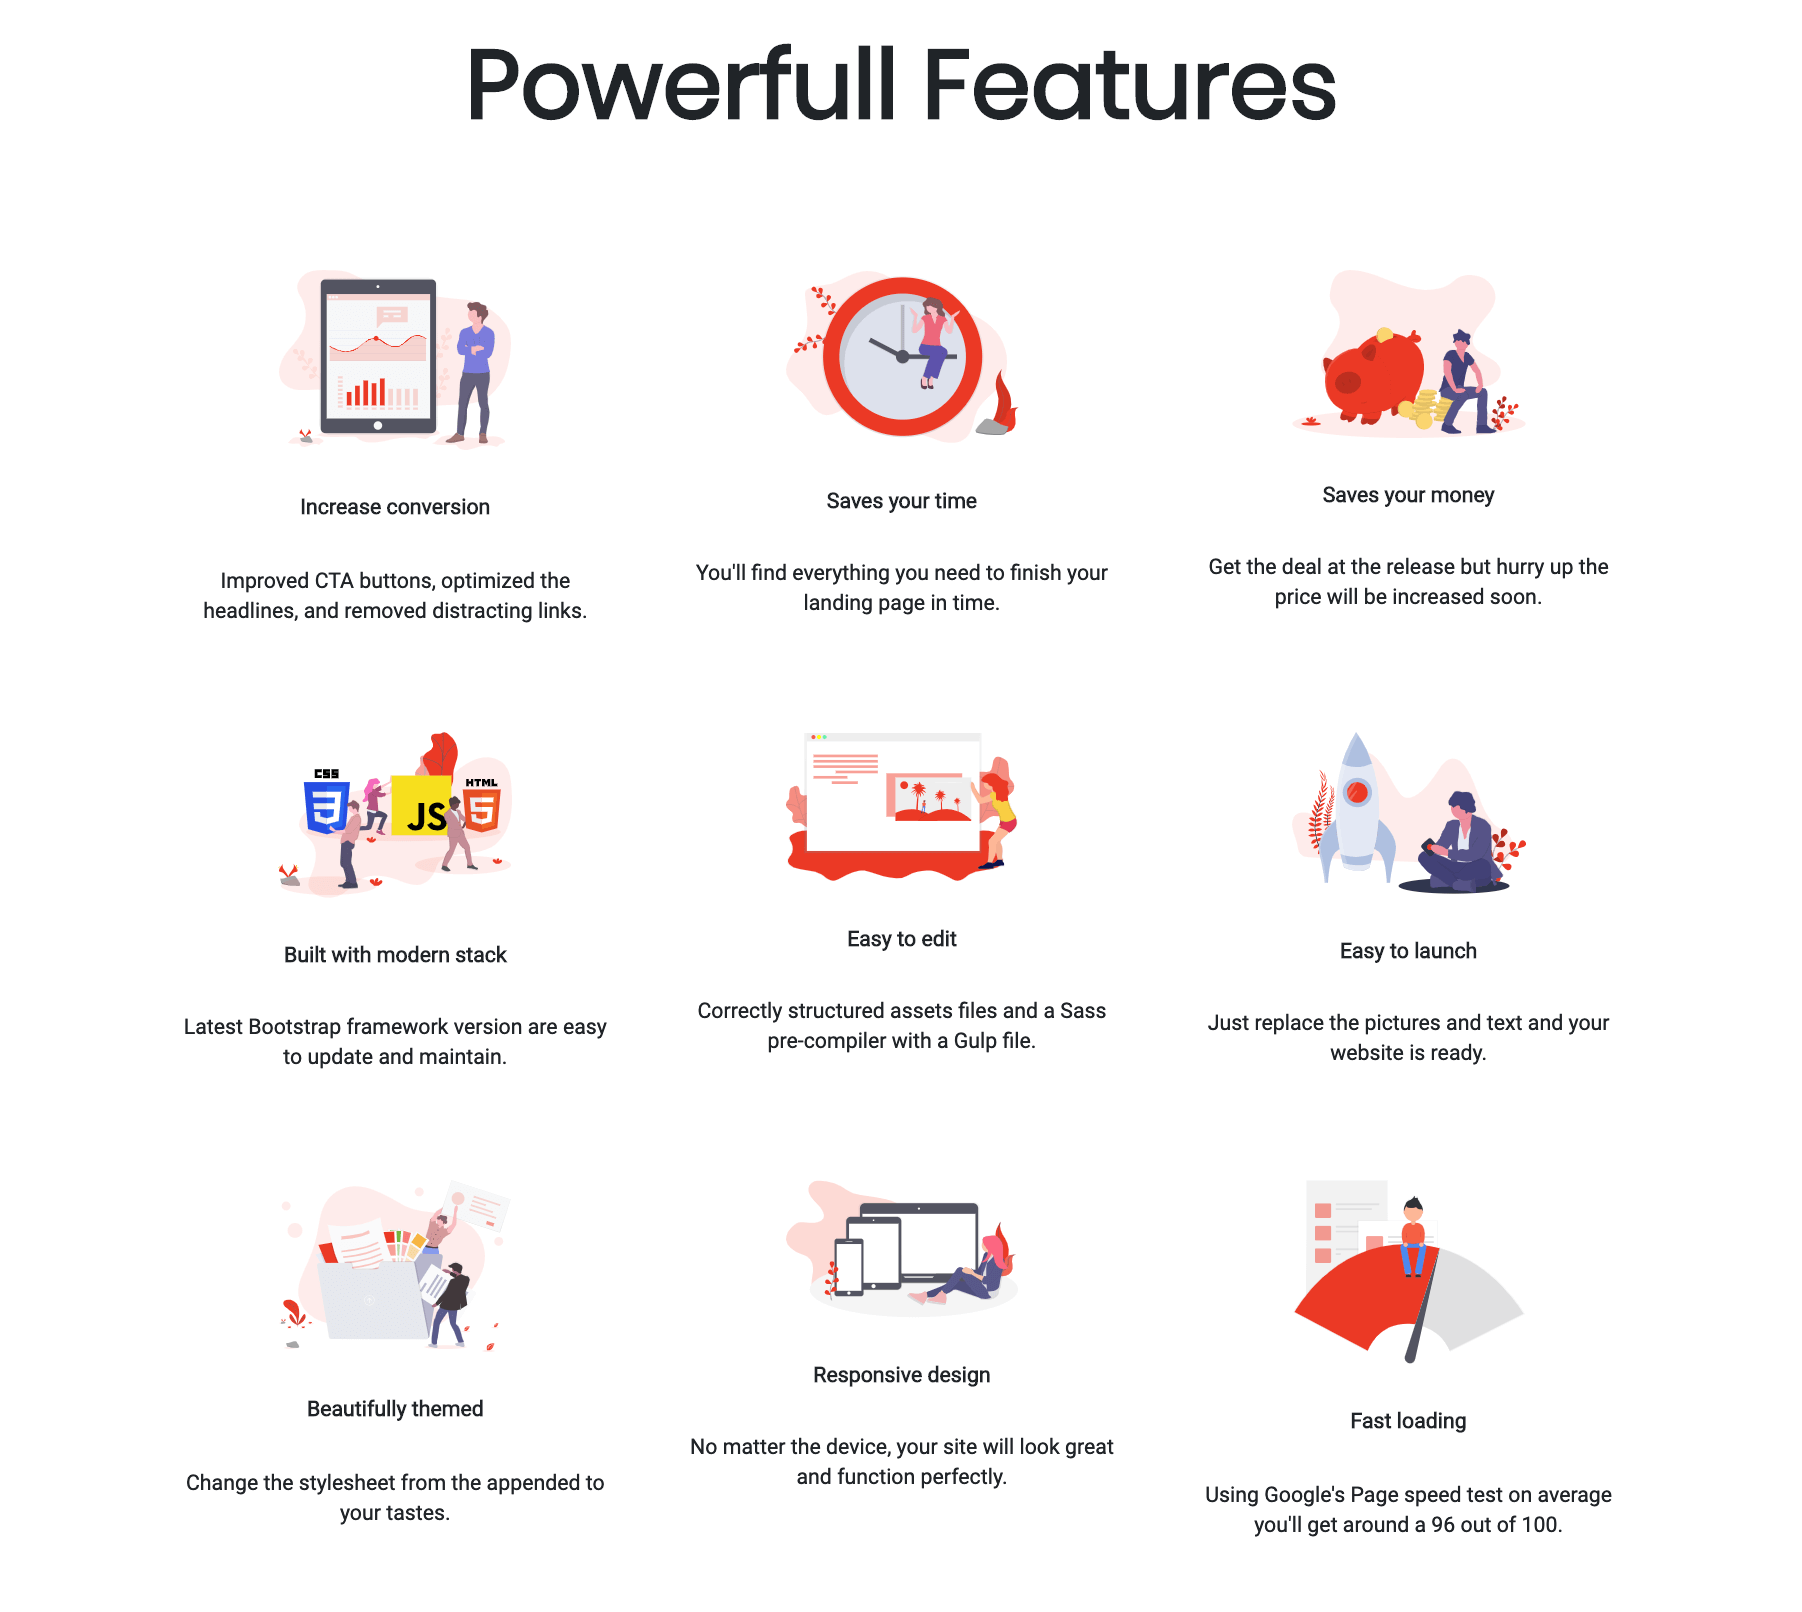 Powerfull Features
Increase conversion
Improved CTA buttons, optimized the
headlines, and removed distracting links.
Saves your time
You'll find everything you need to finish your
landing page in time.
Saves your money
Get the deal at the release but hurry up the
price will be increased soon.
CSS
JS
HTML
Built with modern stack
Latest Bootstrap framework version are easy
to update and maintain.
Easy to edit
Correctly structured assets files and a Sass
pre-compiler with a Gulp file.
Easy to launch
Just replace the pictures and text and your
website is ready.
Beautifully themed
Change the stylesheet from the appended to
your tastes.
Responsive design
No matter the device, your site will look great
and function perfectly.
Fast loading
Using Google's Page speed test on average
you'll get around a 96 out of 100.